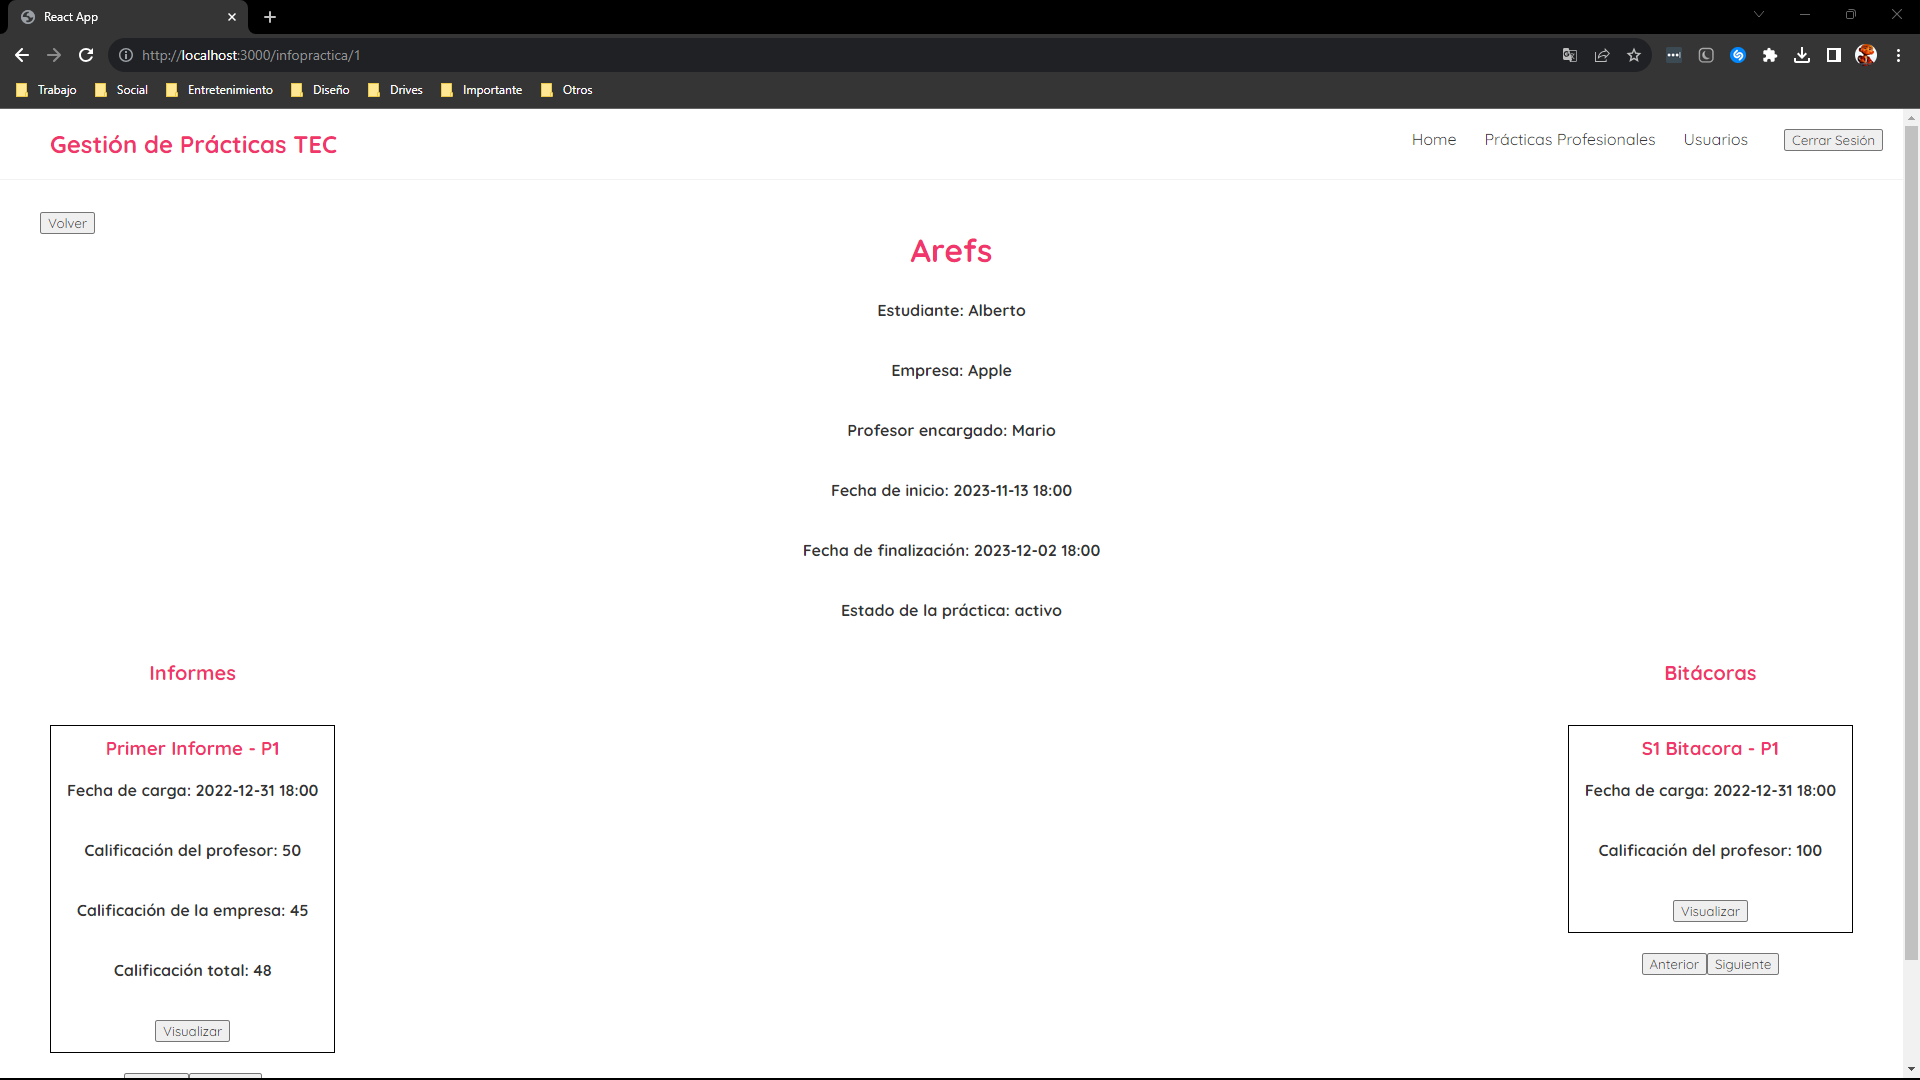 React App
http://localhost:3000/infopractica/1
Trabajo
Social
Entretenimiento
Diseño
Drives
Importante
Otros
Gestión de Prácticas TEC
Home
Prácticas Profesionales
Usuarios
Cerrar Sesión
Volver
Arefs
Estudiante: Alberto
Empresa: Apple
Profesor encargado: Mario
Fecha de inicio: 2023-11-13 18:00
Fecha de finalización: 2023-12-02 18:00
Estado de la práctica: activo
Informes
Primer Informe - P1
Fecha de carga: 2022-12-31 18:00
Calificación del profesor: 50
Calificación de la empresa: 45
Calificación total: 48
Visualizar
Bitácoras
S1 Bitacora - P1
Fecha de carga: 2022-12-31 18:00
Calificación del profesor: 100
Visualizar
Anterior
Siguiente